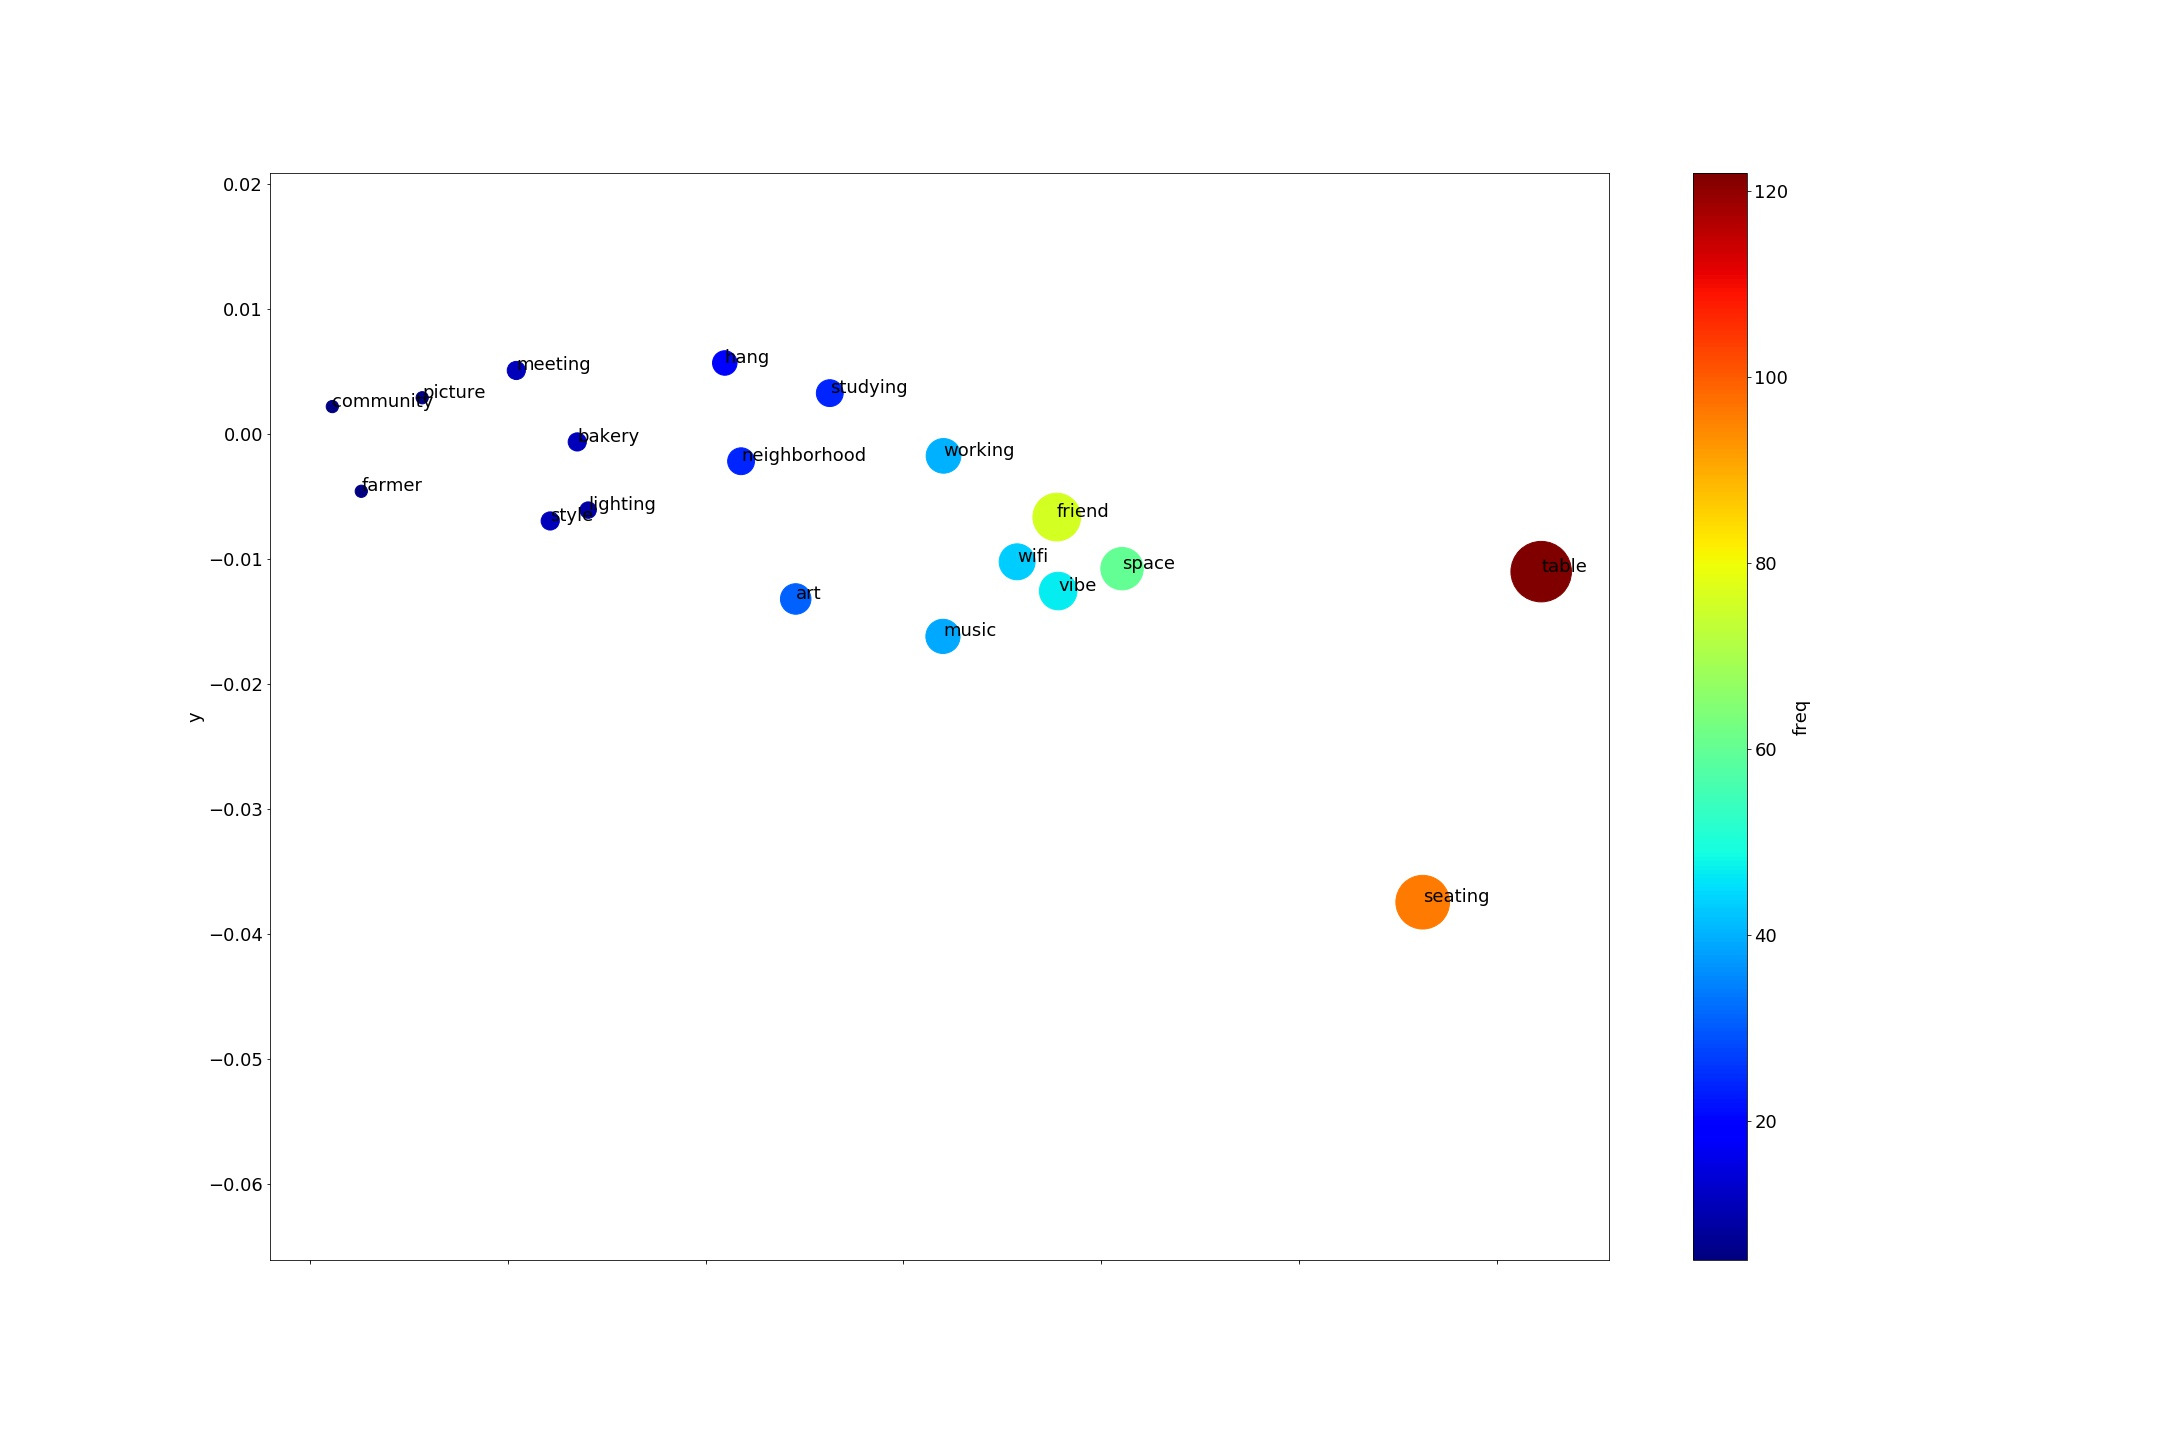 0.02
0.01
0.00
−0.01
−0.02
−0.03
−0.04
−0.05
−0.06
y
hang
meeting
studying
picture
community
bakery
working
neighborhood
farmer
lighting
style
friend
wifi
space
table
vibe
art
music
seating
120
100
80
60
40
20
freq